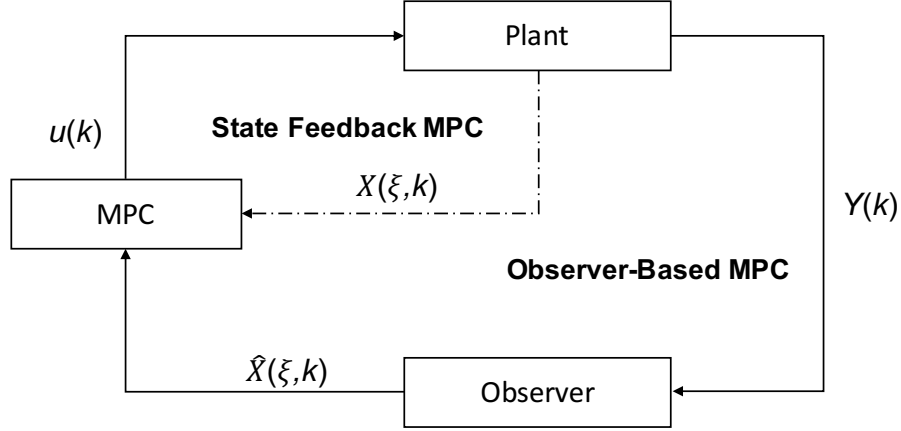 Plant
u(k)
State Feedback MPC
X(ξ,k)
MPC
Y(k)
Observer-Based MPC
X̂(ξ,k)
Observer